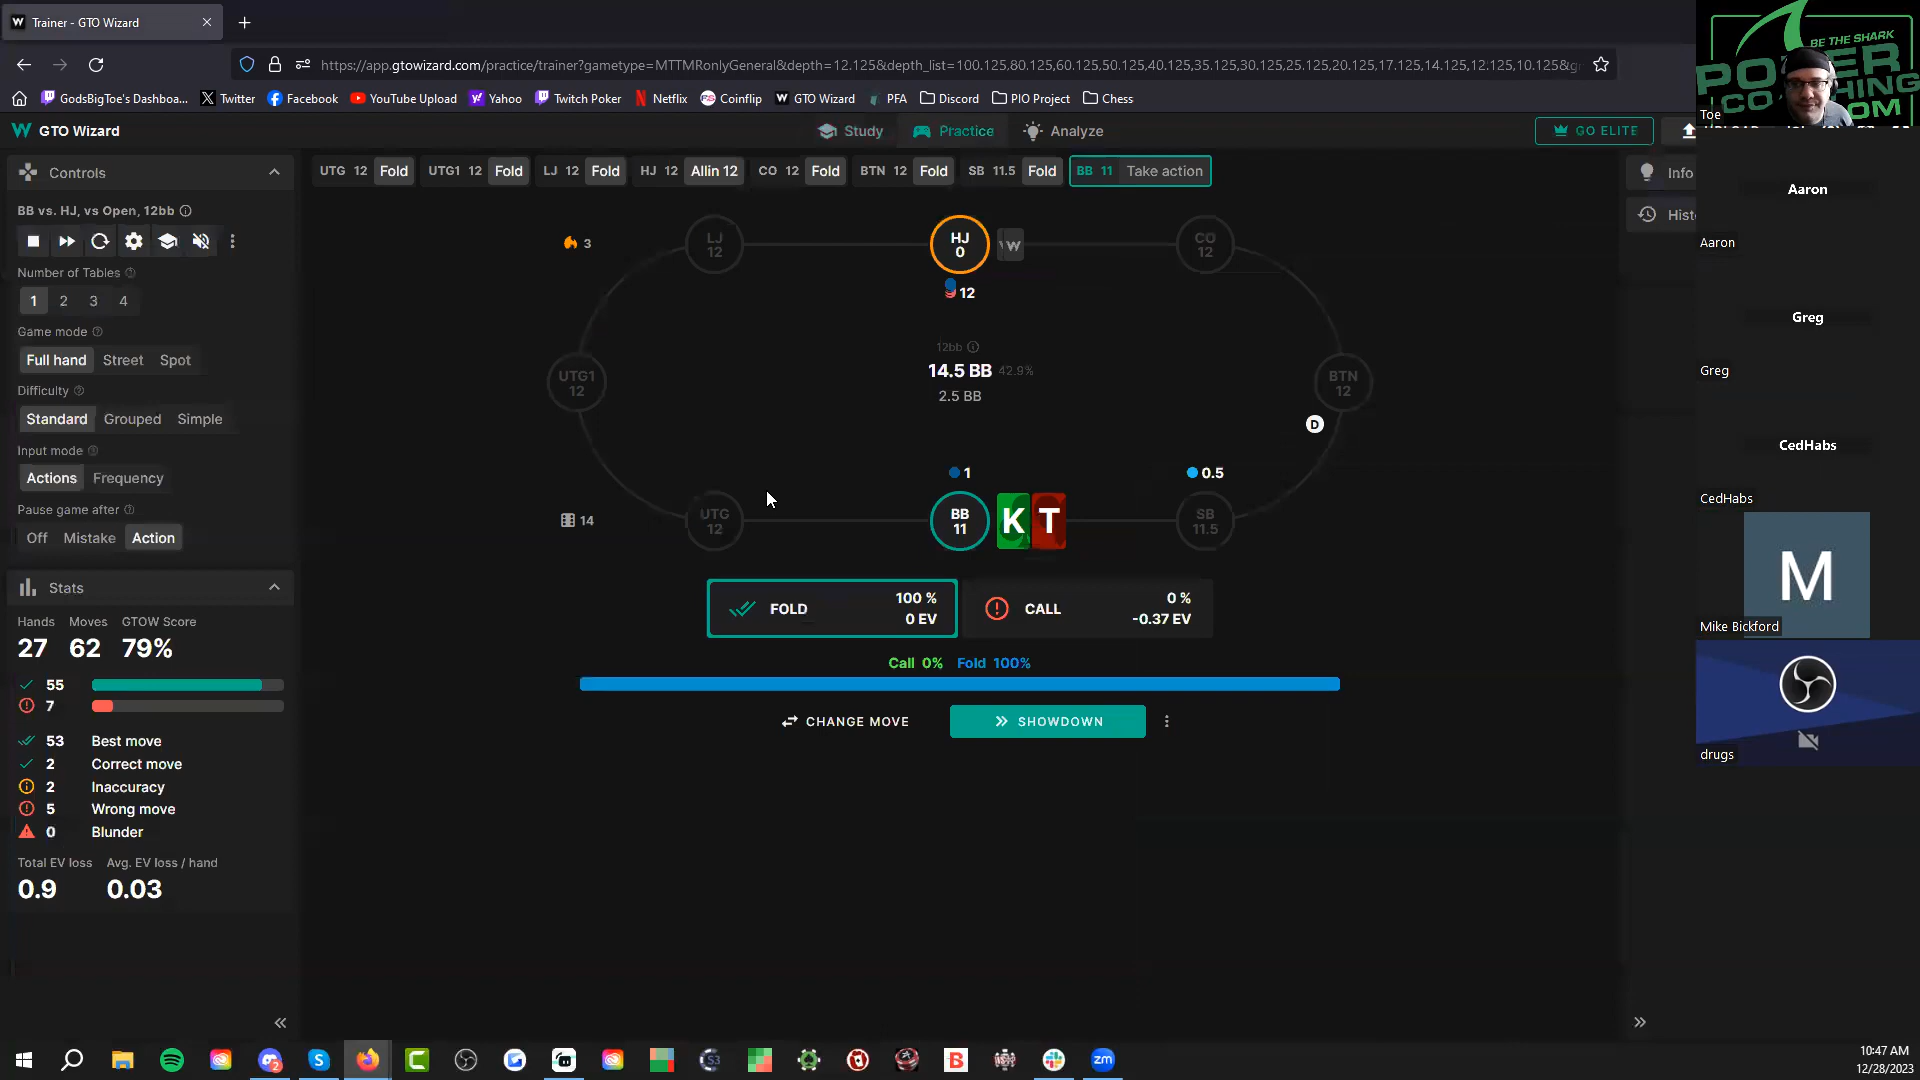 Trainer - GTO Wizard
https://app.gtowizard.com/practice/trainer?gametype=MTTMRonlyGeneral&depth=12.125&depth_list=100.125,80.125,60.125,50.125,40.125,35.125,30.125,25.125,20.125,17.125,14.125,12.125,10.125&
GodsBigToe's Dashboa... Twitter Facebook YouTube Upload Yahoo Twitch Poker Netflix Coinflip GTO Wizard PFA Discord PIO Project Chess
GTO Wizard
Study Practice Analyze
GO ELITE
Controls
UTG 12 Fold UTG1 12 Fold LJ 12 Fold HJ 12 Allin 12 CO 12 Fold BTN 12 Fold SB 11.5 Fold BB 11 Take action
Info
BB vs. HJ, vs Open, 12bb
Number of Tables
1 2 3 4
Game mode
Full hand Street Spot
Difficulty
Standard Grouped Simple
Input mode
Actions Frequency
Pause game after
Off Mistake Action
Stats
Hands Moves GTOW Score
27 62 79%
55
7
53 Best move
2 Correct move
2 Inaccuracy
5 Wrong move
0 Blunder
Total EV loss Avg. EV loss / hand
0.9 0.03
3
LJ
12
HJ
0
W
CO
12
12
UTG1
12
12bb
14.5 BB 42.9%
2.5 BB
BTN
12
D
1
0.5
14
UTG
12
BB
11
K T
SB
11.5
FOLD
100 %
0 EV
CALL
0 %
-0.37 EV
Call 0% Fold 100%
CHANGE MOVE SHOWDOWN
BE THE SHARK
POKER
COACHING
.COM
Toe
Aaron
Aaron
Greg
Greg
CedHabs
CedHabs
M
Mike Bickford
drugs
zm
10:47 AM
12/28/2023